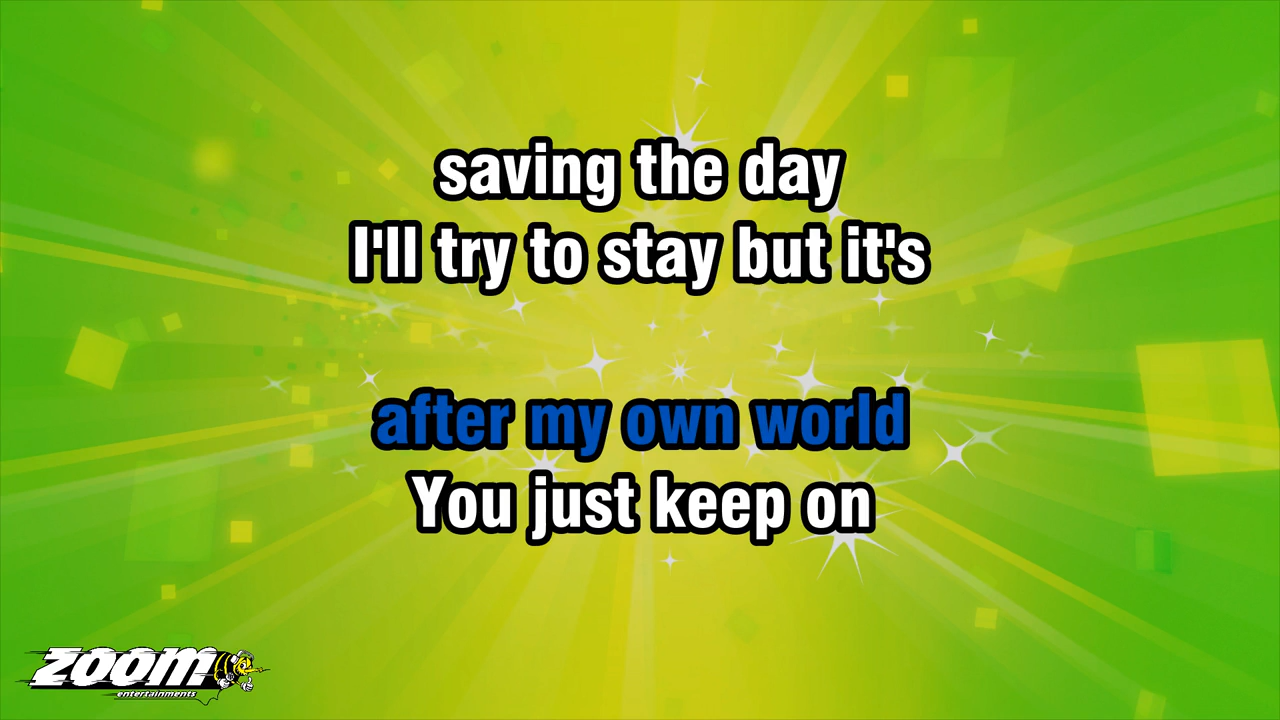 saving the day
I'll try to stay but it's
after my own world
You just keep on
ZOOM
entertainments